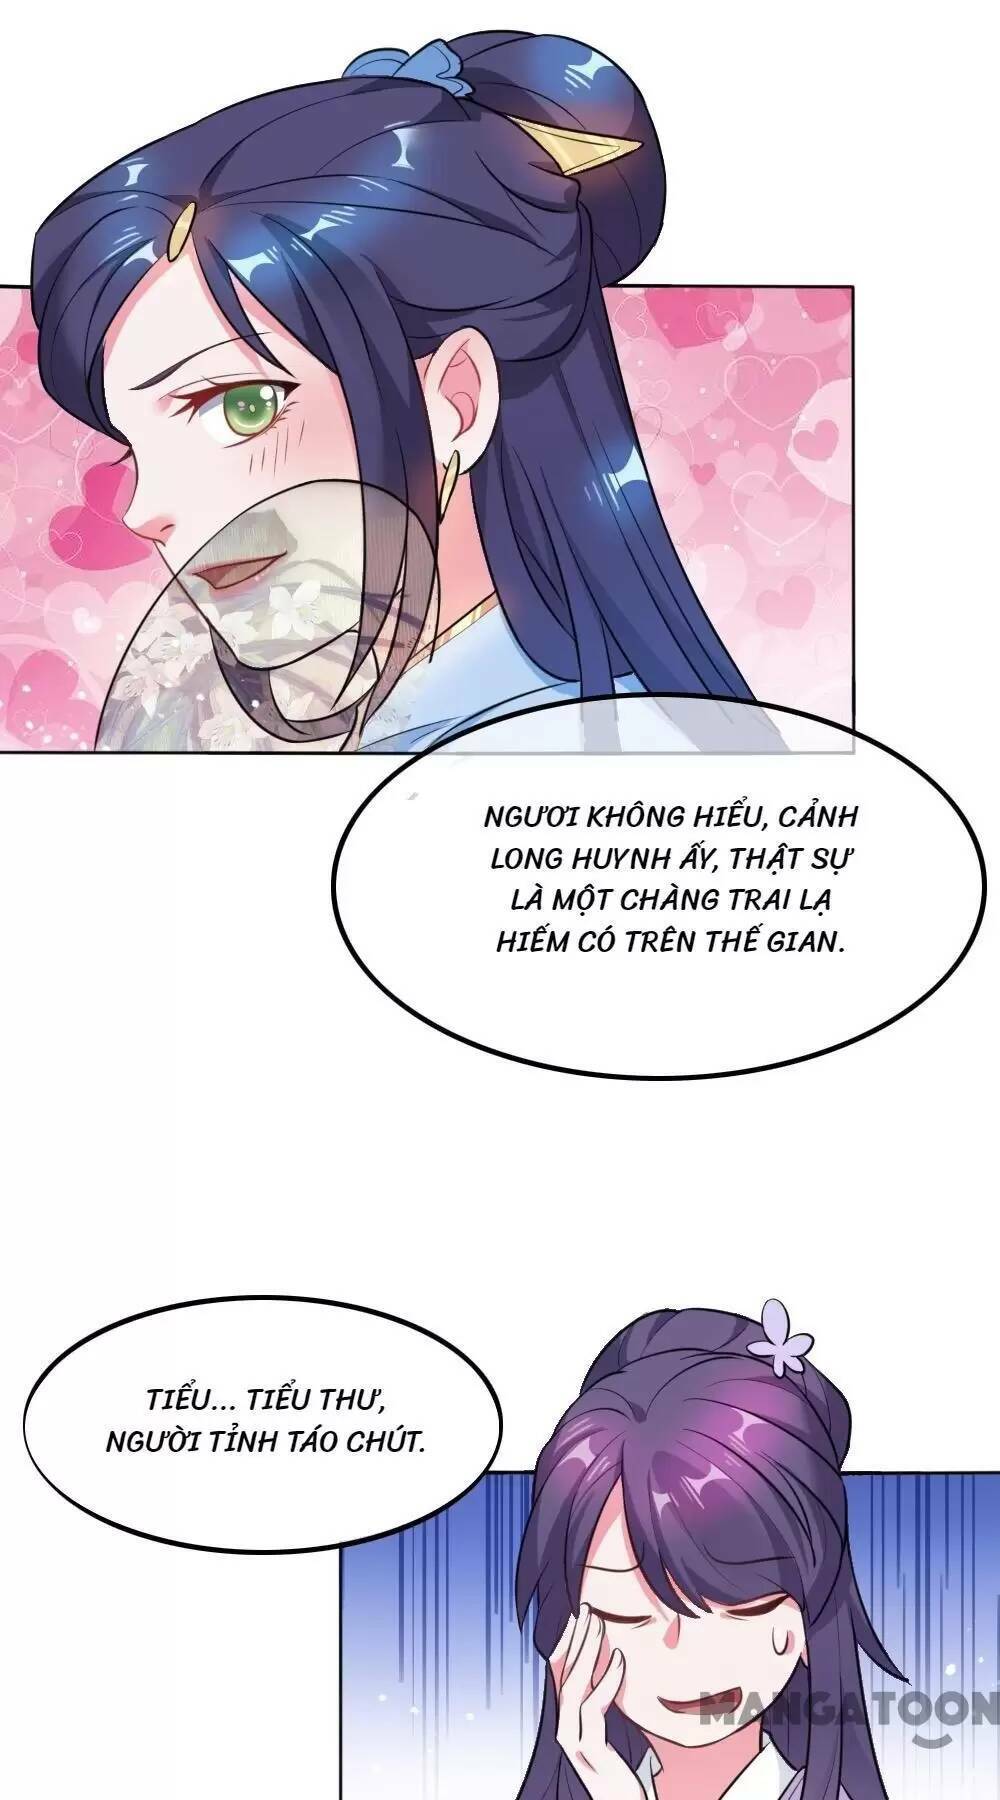 NGƯƠI KHÔNG HIỂU, CẢNH
LONG HUYNH ẤY, THẬT SỰ
LÀ MỘT CHÀNG TRAI LẠ
HIẾM CÓ TRÊN THẾ GIAN.
TIỂU... TIỂU THƯ,
NGƯỜI TỈNH TÁO CHÚT.
MANGATOON